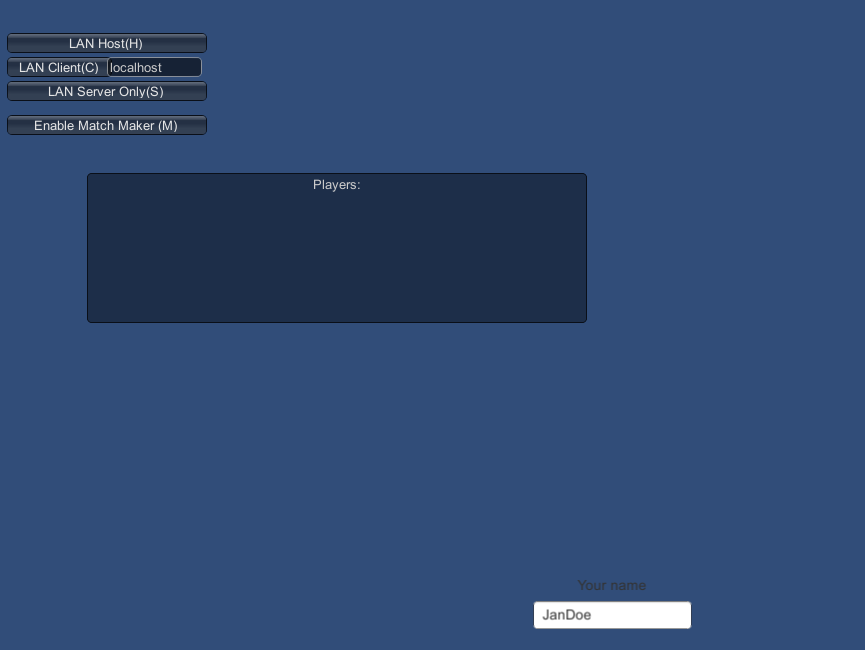 LAN Host(H)
LAN Client(C) localhost
LAN Server Only(S)
Enable Match Maker (M)
Players:
Your name
JanDoe